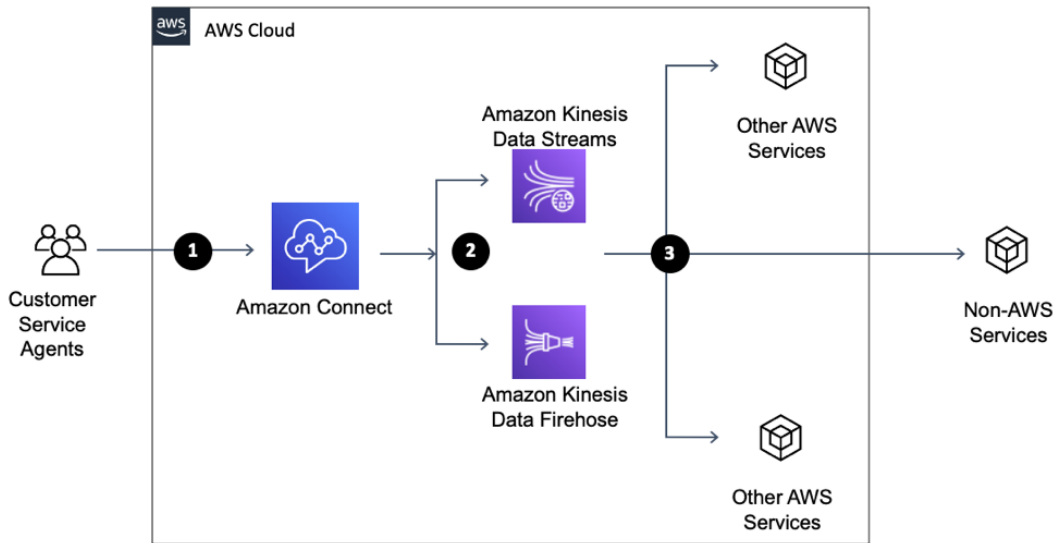 aws
AWS Cloud
Amazon Kinesis
Data Streams
Other AWS
Services
1
2
3
Customer
Service
Agents
Amazon Connect
Non-AWS
Services
Amazon Kinesis
Data Firehose
Other AWS
Services